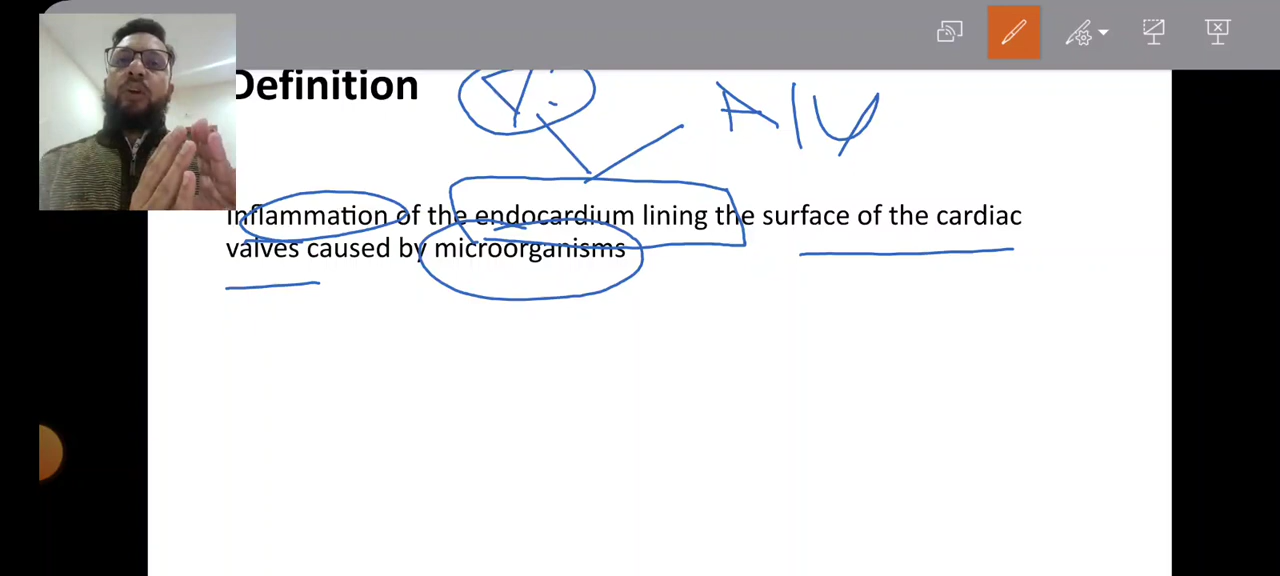 Definition
Inflammation of the endocardium lining the surface of the cardiac
valves caused by microorganisms